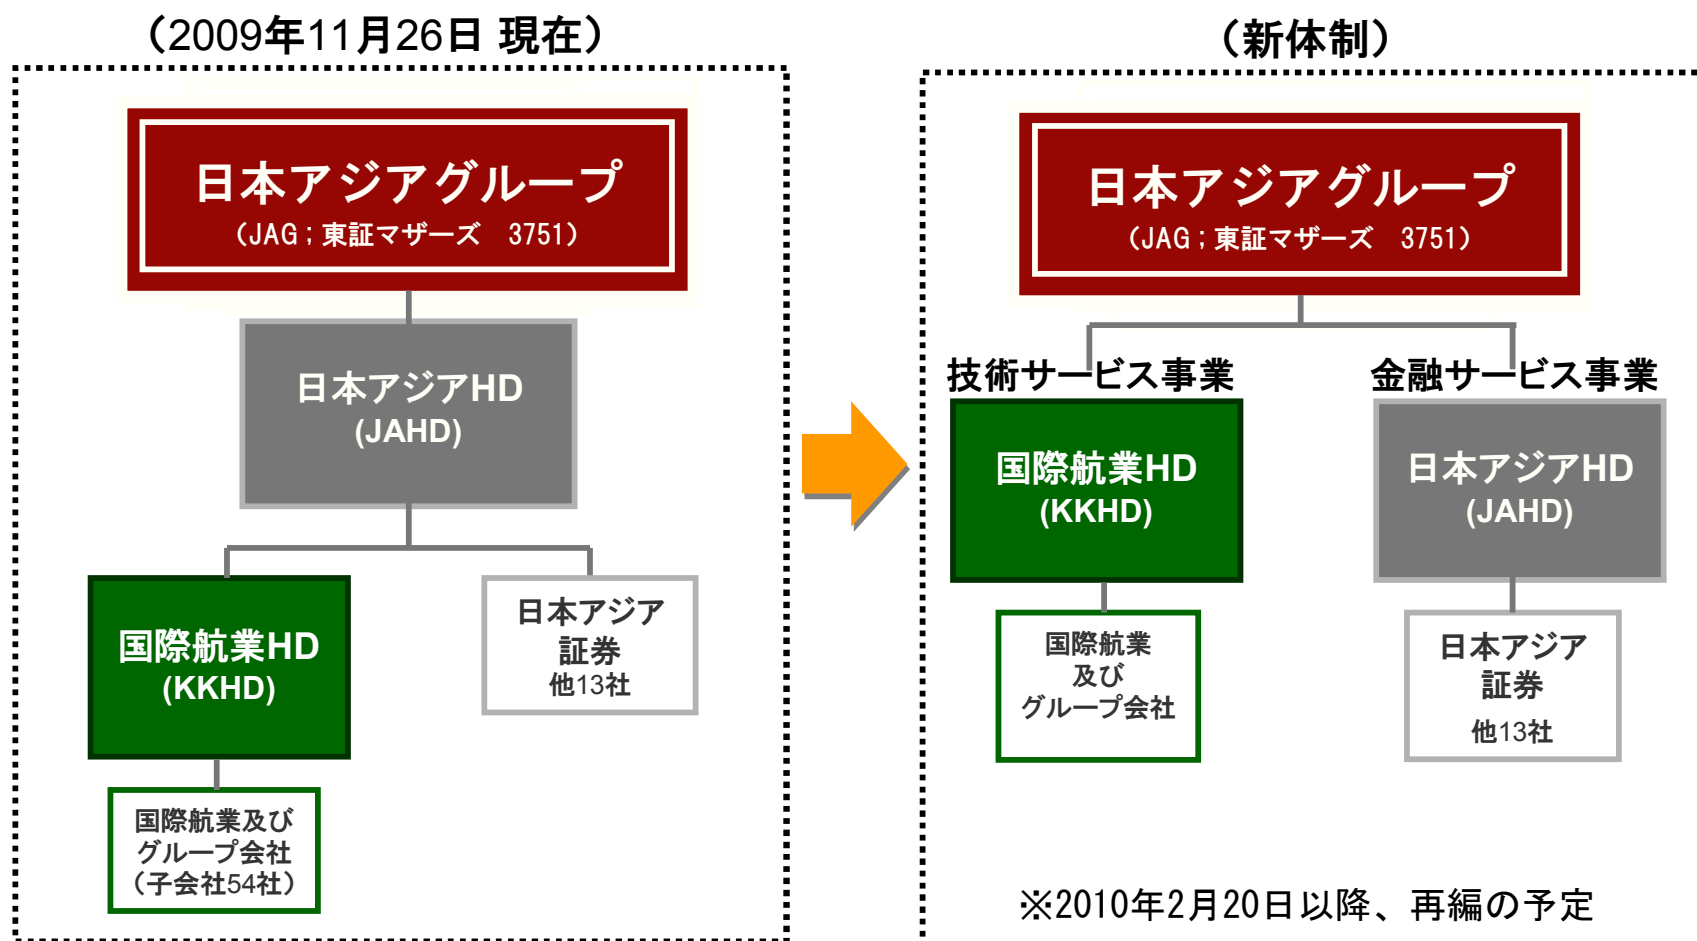 （2009年11月26日 現在）
日本アジアグループ
（JAG；東証マザーズ　3751）
日本アジアHD
(JAHD)
国際航業HD
(KKHD)
日本アジア
証券
他13社
国際航業及び
グループ会社
（子会社54社）
（新体制）
日本アジアグループ
（JAG；東証マザーズ　3751）
技術サービス事業
金融サービス事業
国際航業HD
(KKHD)
日本アジアHD
(JAHD)
国際航業
及び
グループ会社
日本アジア
証券
他13社
※2010年2月20日以降、再編の予定